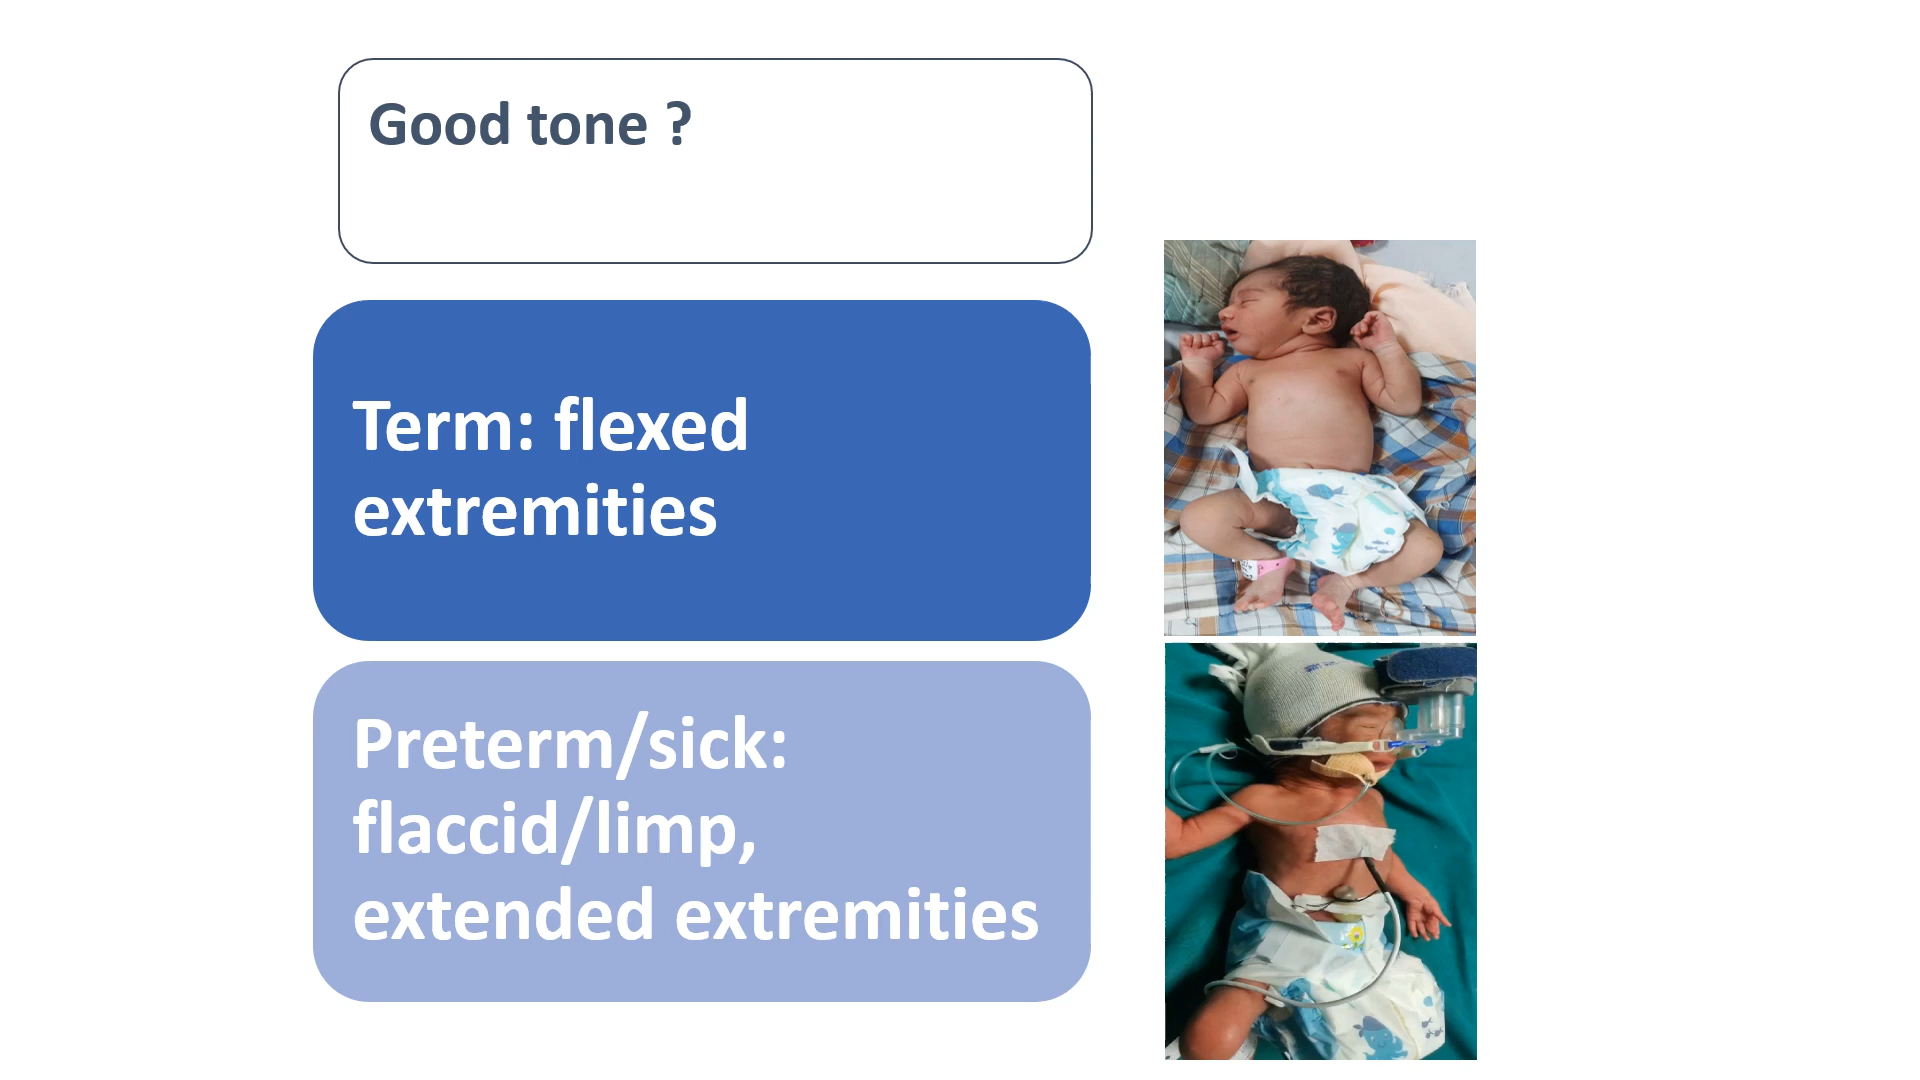 Good tone ?
Term: flexed
extremities
Preterm/sick:
flaccid/limp,
extended extremities